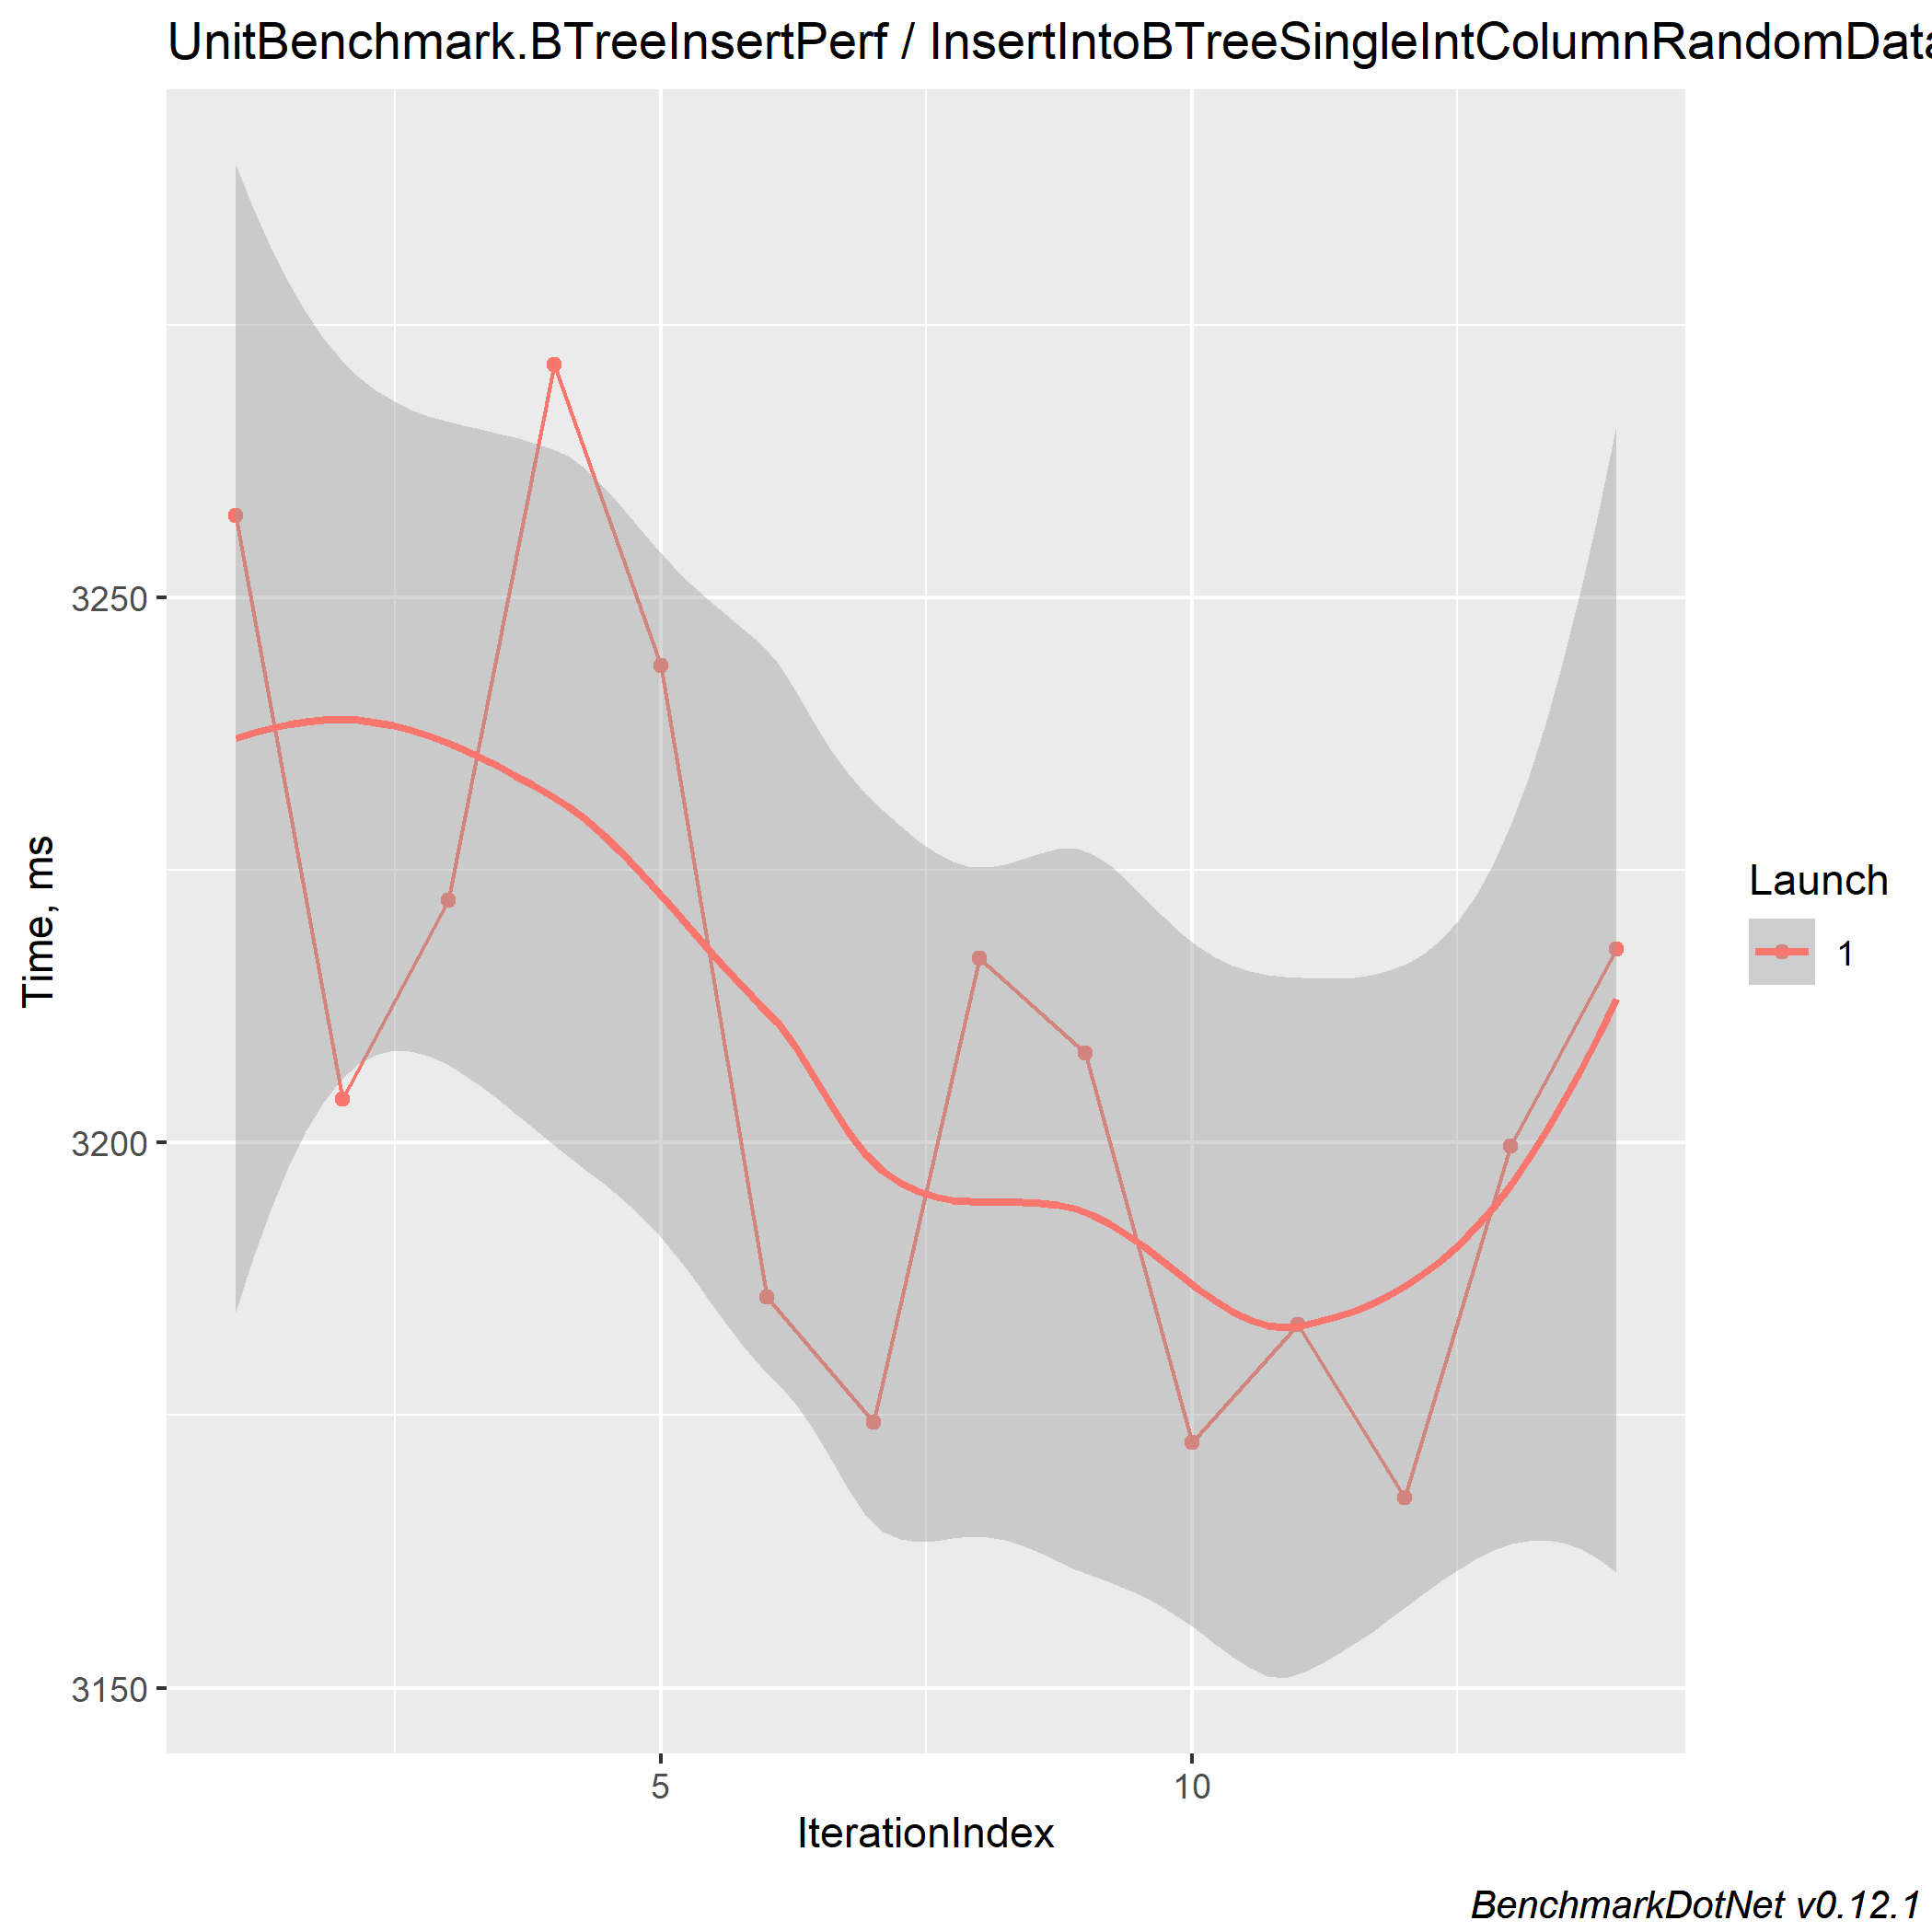 UnitBenchmark.BTreeInsertPerf / InsertIntoBTreeSingleIntColumnRandomData
Time, ms
3250
3200
3150
5 10
IterationIndex
Launch
1
BenchmarkDotNet v0.12.1